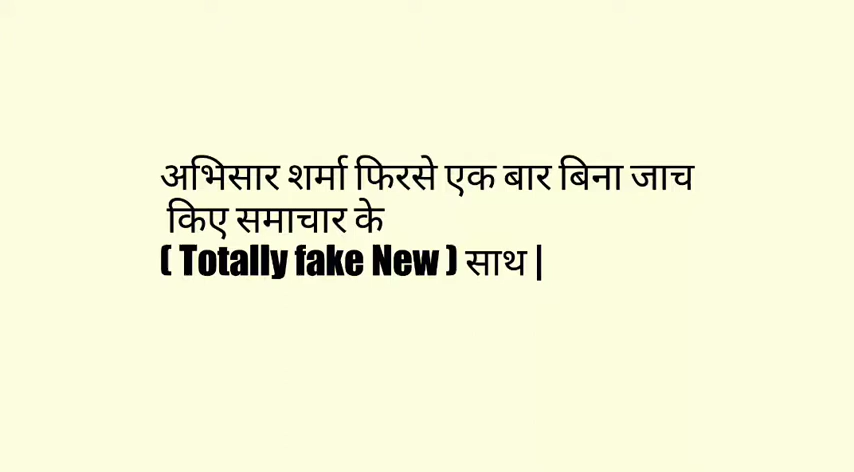 अभिसार शर्मा फिरसे एक बार बिना जाच
किए समाचार के
( Totally fake New ) साथ |